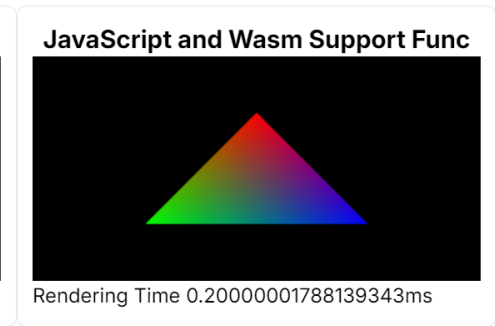 JavaScript and Wasm Support Func
Rendering Time 0.20000001788139343ms